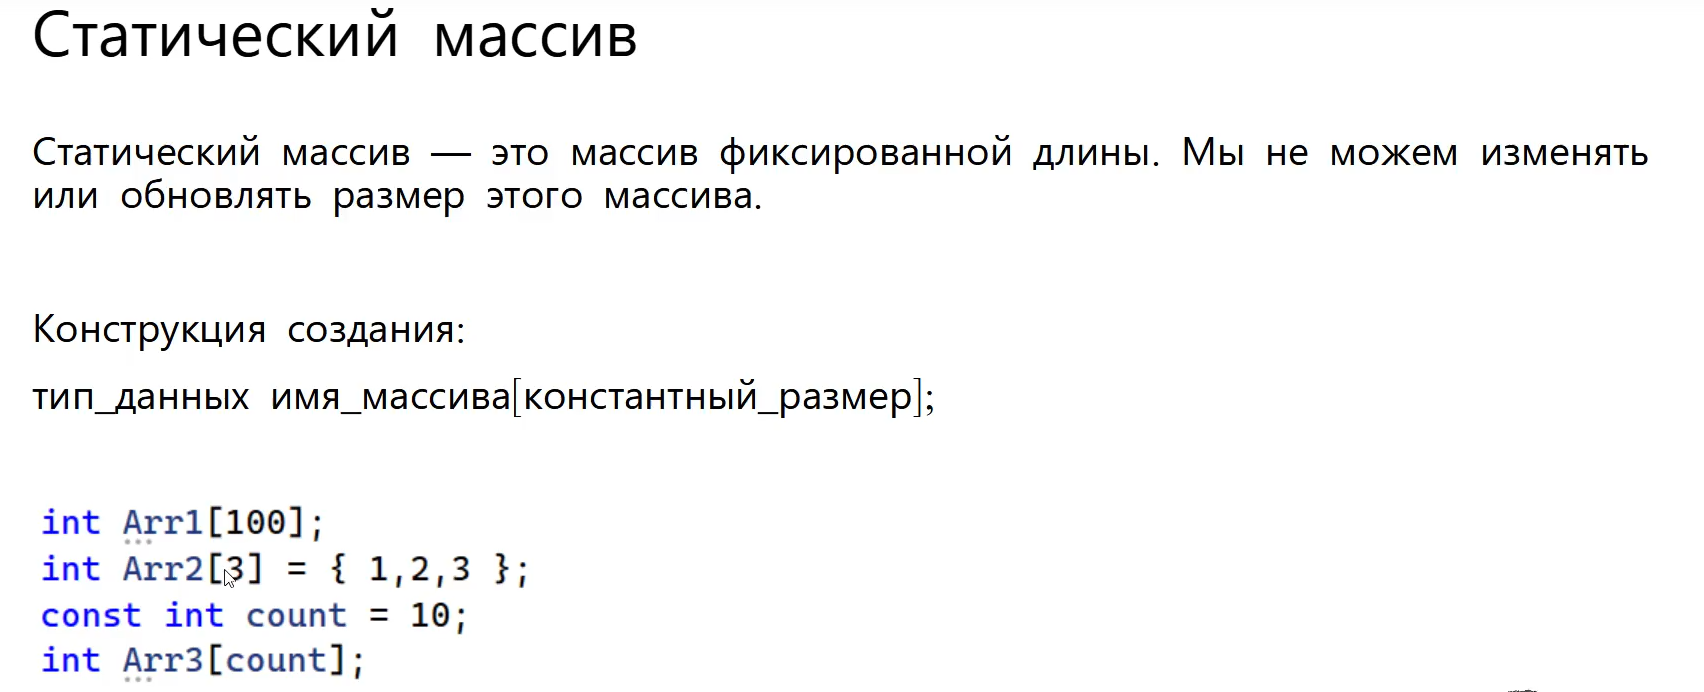 Статический массив
Статический массив — это массив фиксированной длины. Мы не можем изменять
или обновлять размер этого массива.
Конструкция создания:
тип_данных имя_массива[константный_размер];
int Arr1[100];
int Arr2[3] = { 1,2,3 };
const int count = 10;
int Arr3[count];